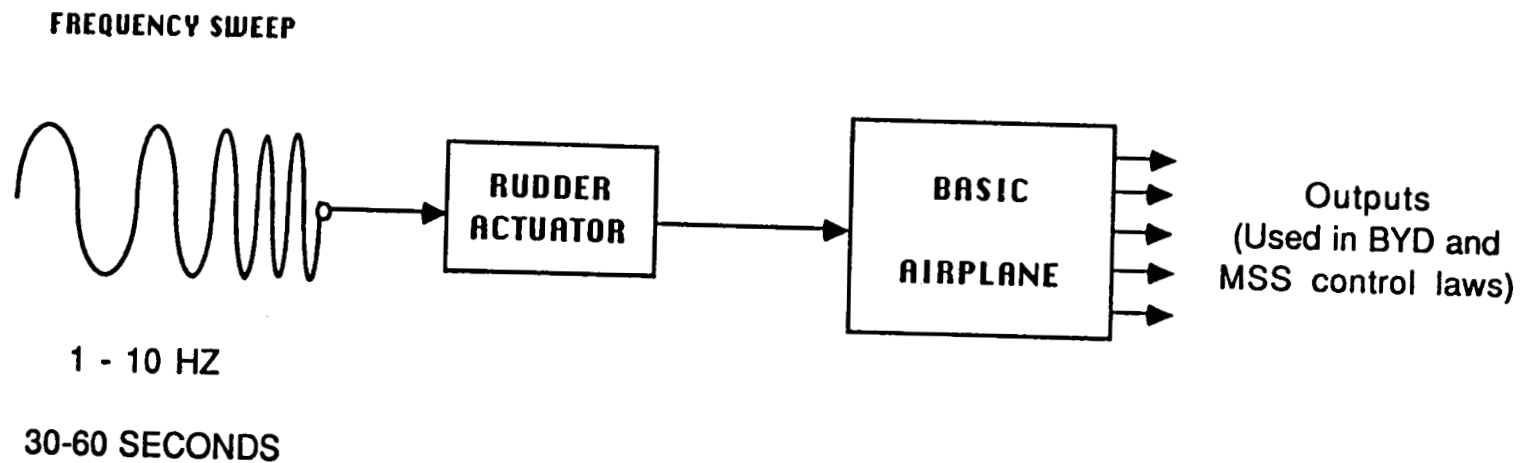 FREQUENCY SWEEP
1 - 10 HZ
30-60 SECONDS
RUDDER
ACTUATOR
BASIC
AIRPLANE
Outputs
(Used in BYD and
MSS control laws)